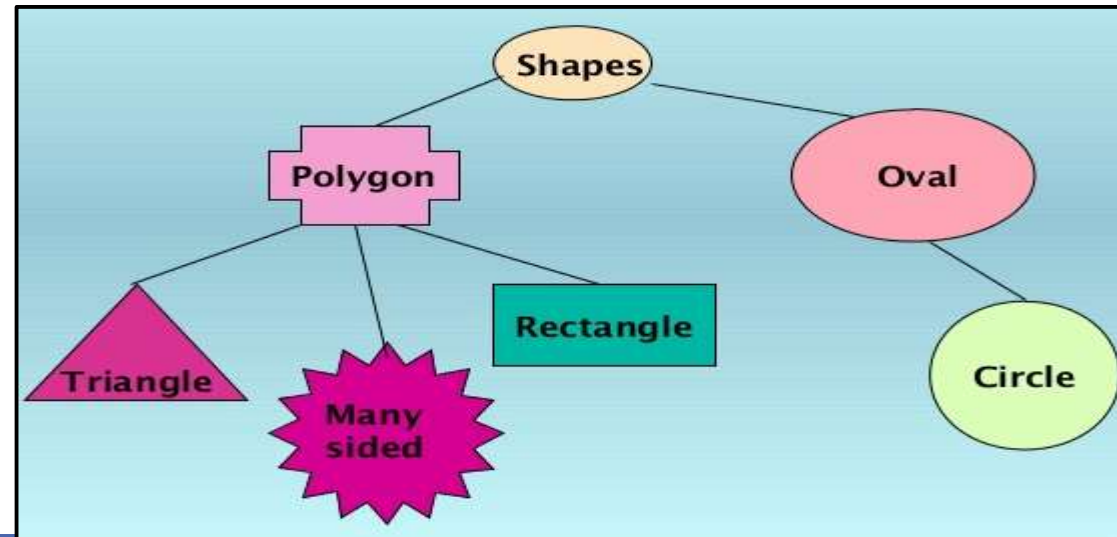 Shapes
Polygon
Oval
Triangle
Many
sided
Rectangle
Circle